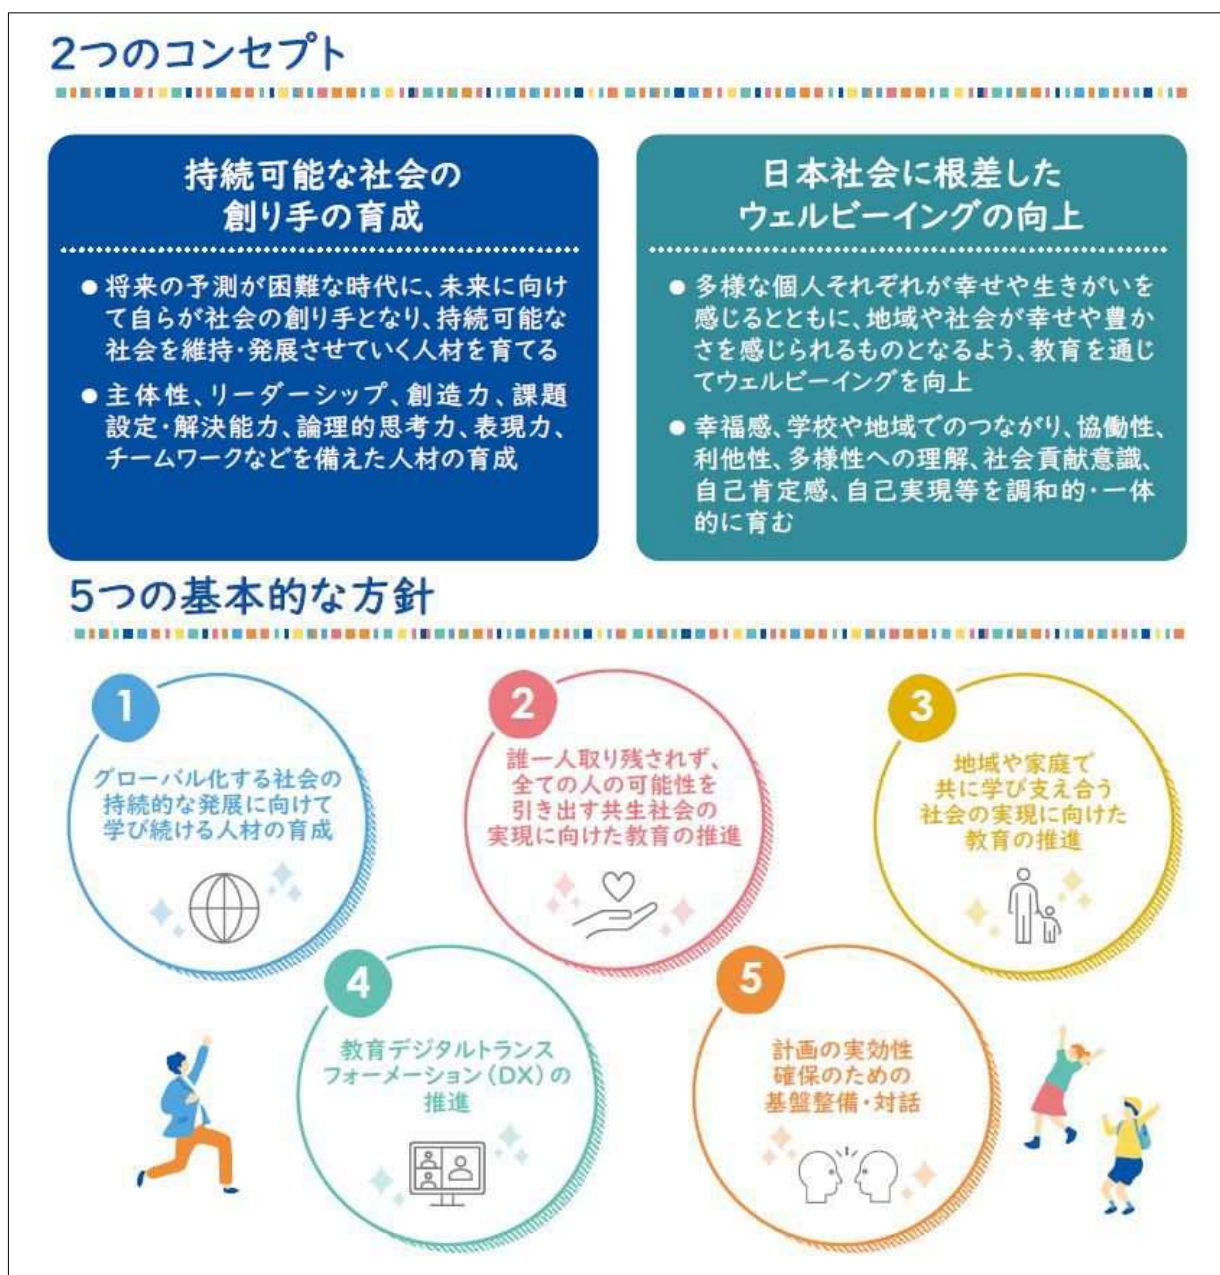 2つのコンセプト
持続可能な社会の
創り手の育成
● 将来の予測が困難な時代に、未来に向け
て自らが社会の創り手となり、持続可能な
社会を維持・発展させていく人材を育てる
● 主体性、リーダーシップ、創造力、課題
設定・解決能力、論理的思考力、表現力、
チームワークなどを備えた人材の育成
日本社会に根差した
ウェルビーイングの向上
● 多様な個人それぞれが幸せや生きがいを
感じるとともに、地域や社会が幸せや豊か
さを感じられるものとなるよう、教育を通じ
てウェルビーイングを向上
● 幸福感、学校や地域でのつながり、協働性、
利他性、多様性への理解、社会貢献意識、
自己肯定感、自己実現等を調和的・一体
的に育む
5つの基本的な方針
1
グローバル化する社会の
持続的な発展に向けて
学び続ける人材の育成
2
誰一人取り残されず、
全ての人の可能性を
引き出す共生社会の
実現に向けた教育の推進
3
地域や家庭で
共に学び支え合う
社会の実現に向けた
教育の推進
4
教育デジタルトランス
フォーメーション(DX)の
推進
5
計画の実効性
確保のための
基盤整備・対話